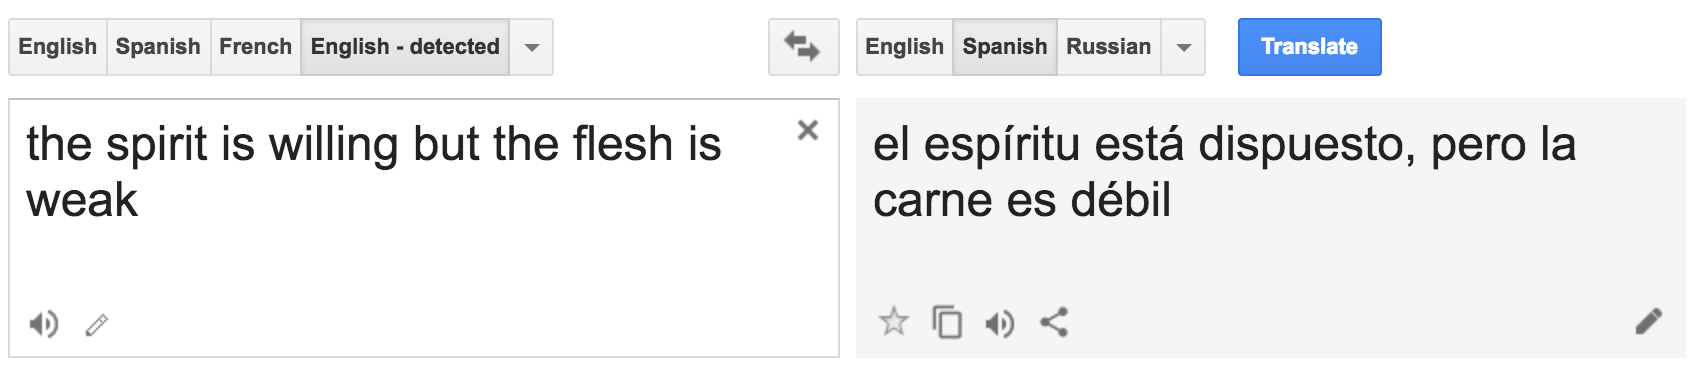 English Spanish French English - detected English Spanish Russian Translate
the spirit is willing but the flesh is
weak
el espíritu está dispuesto, pero la
carne es débil